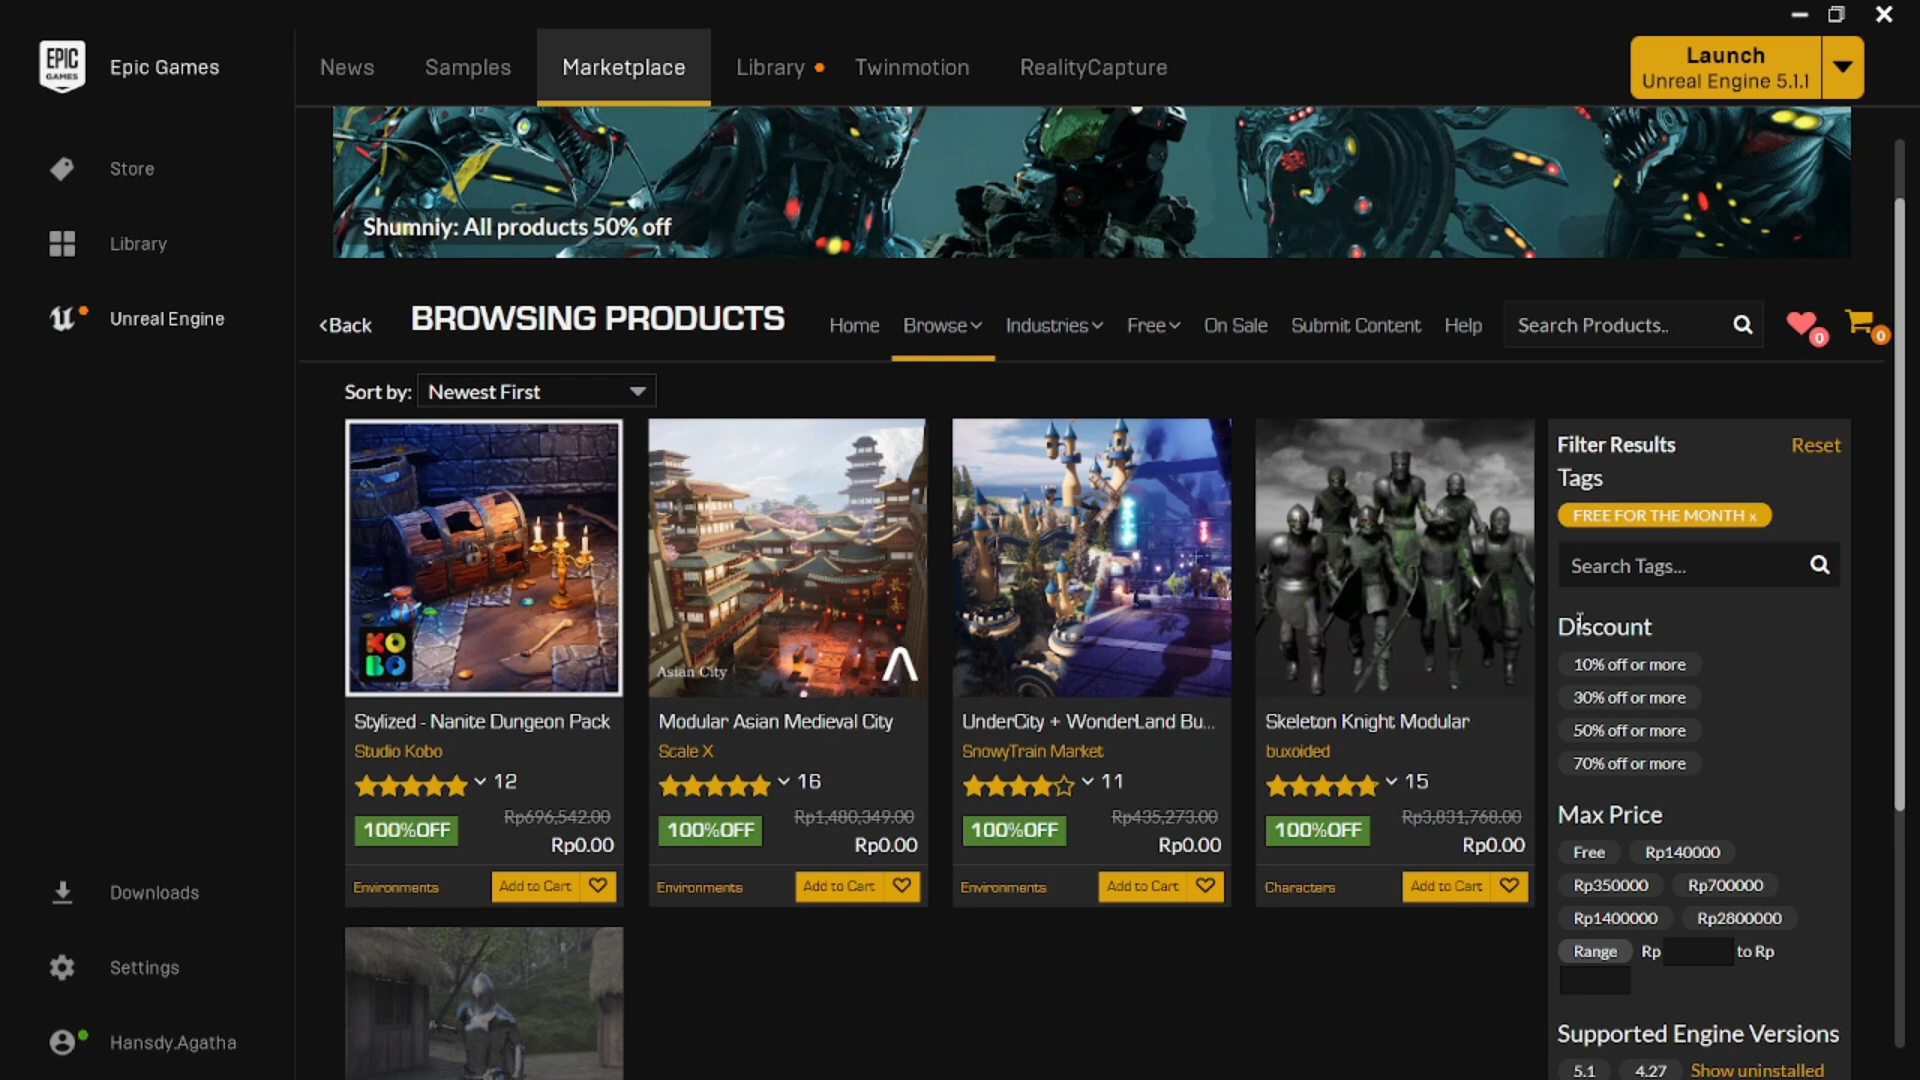 EPIC
GAMES
Epic Games
News
Samples
Marketplace
Library
Twinmotion
RealityCapture
Launch
Unreal Engine 5.1.1
Store
Library
Unreal Engine
Downloads
Settings
Hansdy.Agatha
Shumniy: All products 50% off
<Back
BROWSING PRODUCTS
Home
Browse
Industries
Free
On Sale
Submit Content
Help
Search Products..
0
0
Sort by:
Newest First
KO
BO
Stylized - Nanite Dungeon Pack
Studio Kobo
12
Rp696,542.00
100%OFF
Rp0.00
Environments
Add to Cart
Asian City
Modular Asian Medieval City
Scale X
16
Rp1,480,349.00
100%OFF
Rp0.00
Environments
Add to Cart
UnderCity + WonderLand Bu...
SnowyTrain Market
11
Rp435,273.00
100%OFF
Rp0.00
Environments
Add to Cart
Skeleton Knight Modular
buxoided
15
Rp3,831,768.00
100%OFF
Rp0.00
Characters
Add to Cart
Filter Results
Reset
Tags
FREE FOR THE MONTH x
Search Tags...
Discount
10% off or more
30% off or more
50% off or more
70% off or more
Max Price
Free
Rp140000
Rp350000
Rp700000
Rp1400000
Rp2800000
Range
Rp
to Rp
Supported Engine Versions
5.1
4.27
Show uninstalled